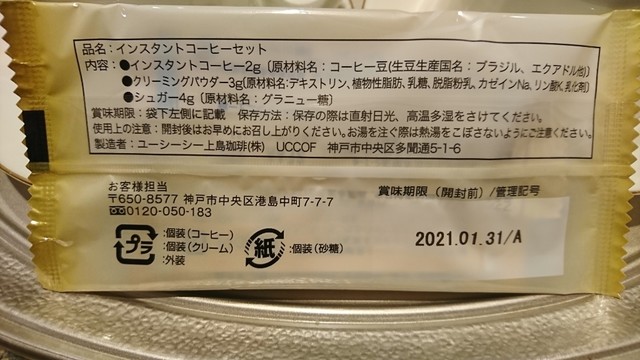 品名：インスタントコーヒーセット
内容：●インスタントコーヒー2g〔原材料名：コーヒー豆(生豆生産国名：ブラジル、エクアドル他)〕
●クリーミングパウダー3g〔原材料名：デキストリン、植物性脂肪、乳糖、脱脂粉乳、カゼインNa、リン酸K、乳化剤〕
●シュガー4g〔原材料名：グラニュー糖〕
賞味期限：袋下左側に記載 保存方法：保存の際は直射日光、高温多湿をさけてください。
使用上の注意：開封後はお早めにお召し上がりください。お湯を注ぐ際は熱湯をこぼさないようにご注意ください。
製造者：ユーシーシー上島珈琲(株) UCCOF 神戸市中央区多聞通5-1-6
お客様担当
〒650-8577 神戸市中央区港島中町7-7-7
0120-050-183
賞味期限（開封前）/管理記号
プラ :個装(コーヒー)
:個装(クリーム)
:外装
紙 :個装(砂糖)
2021.01.31/A